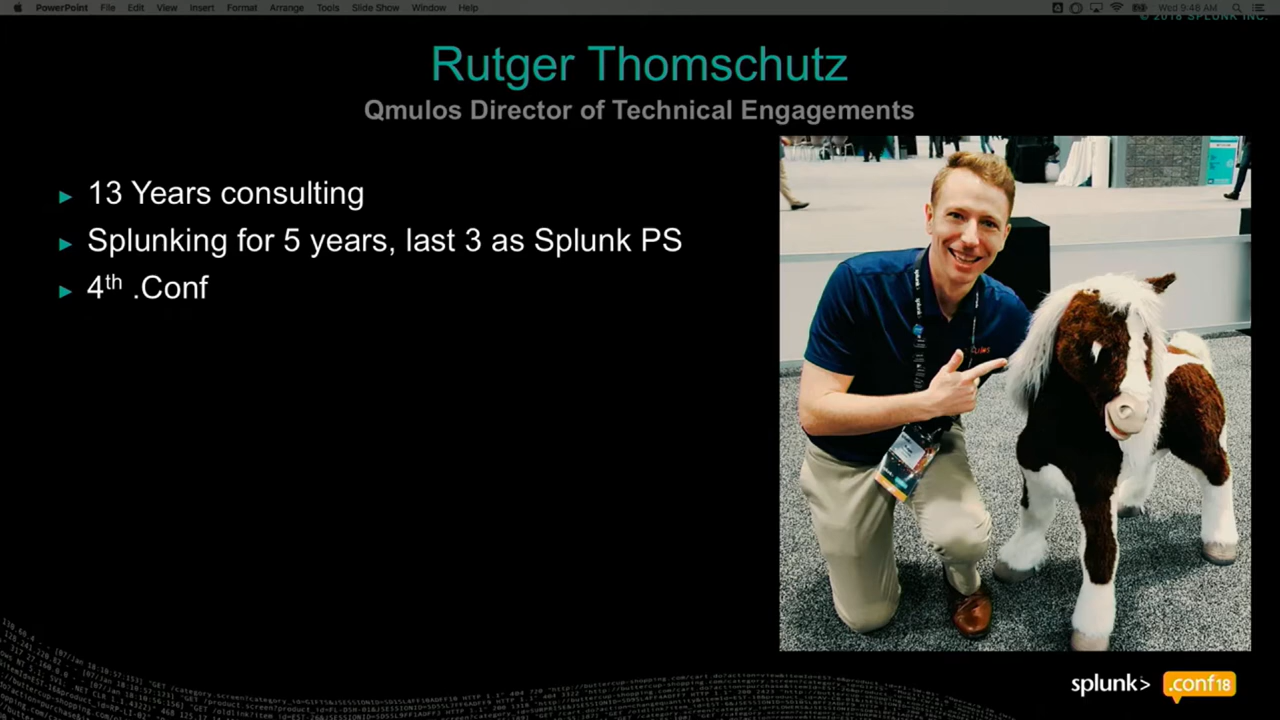 PowerPoint File Edit View Insert Format Arrange Tools Slide Show Window Help Wed 9:46 AM
© 2018 SPLUNK INC.
Rutger Thomschutz
Qmulos Director of Technical Engagements
▶ 13 Years consulting
▶ Splunking for 5 years, last 3 as Splunk PS
▶ 4th .Conf
splunk> .conf18